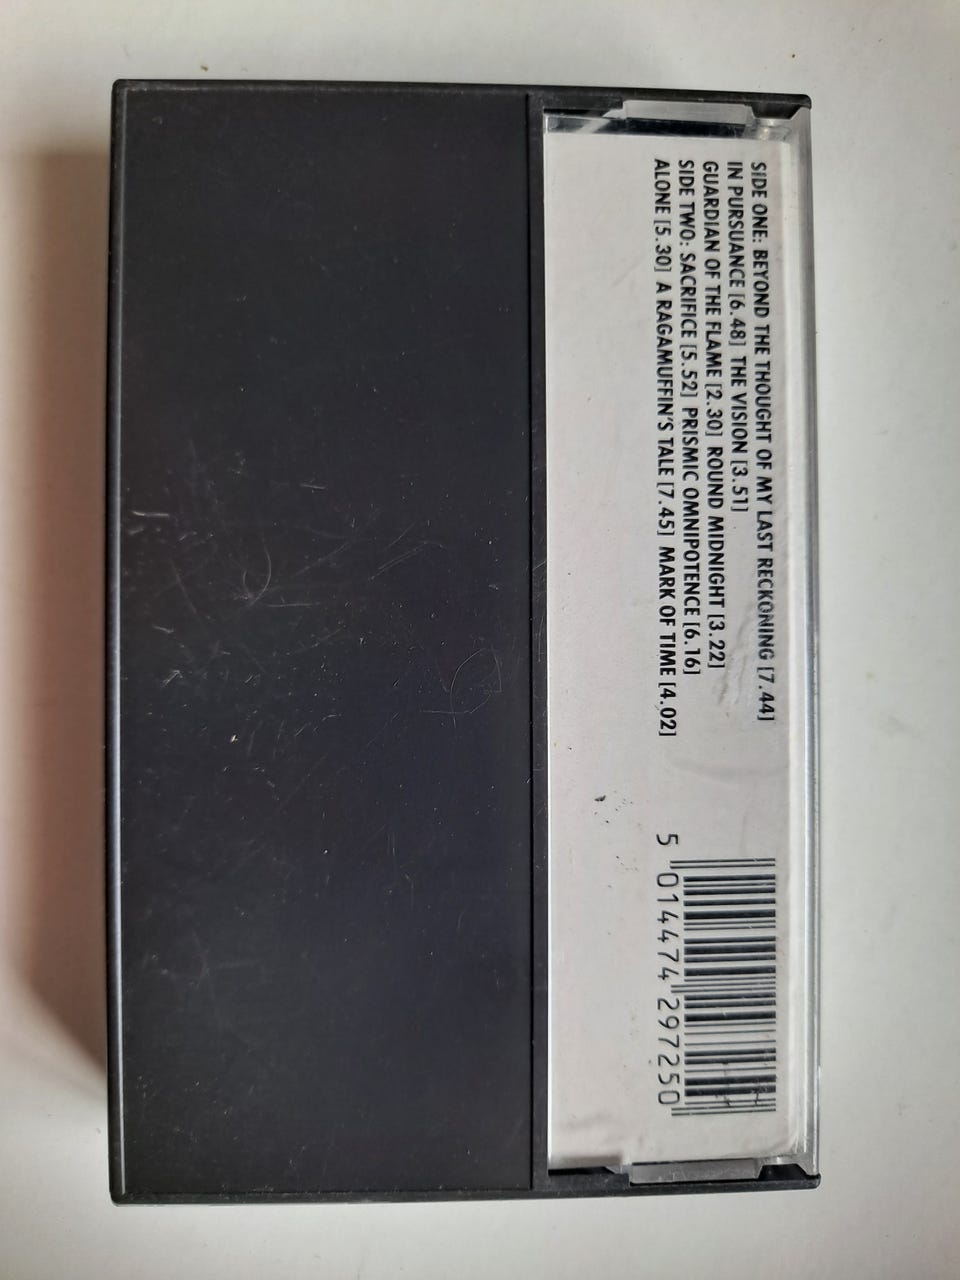 SIDE ONE: BEYOND THE THOUGHT OF MY LAST RECKONING [7.44]
IN PURSUANCE [6.48] THE VISION [3.51]
GUARDIAN OF THE FLAME [2.30] ROUND MIDNIGHT [3.22]
SIDE TWO: SACRIFICE [5.52] PRISMIC OMNIPOTENCE [6.16]
ALONE [5.30] A RAGAMUFFIN'S TALE [7.45] MARK OF TIME [4.02]
5 014474 297250